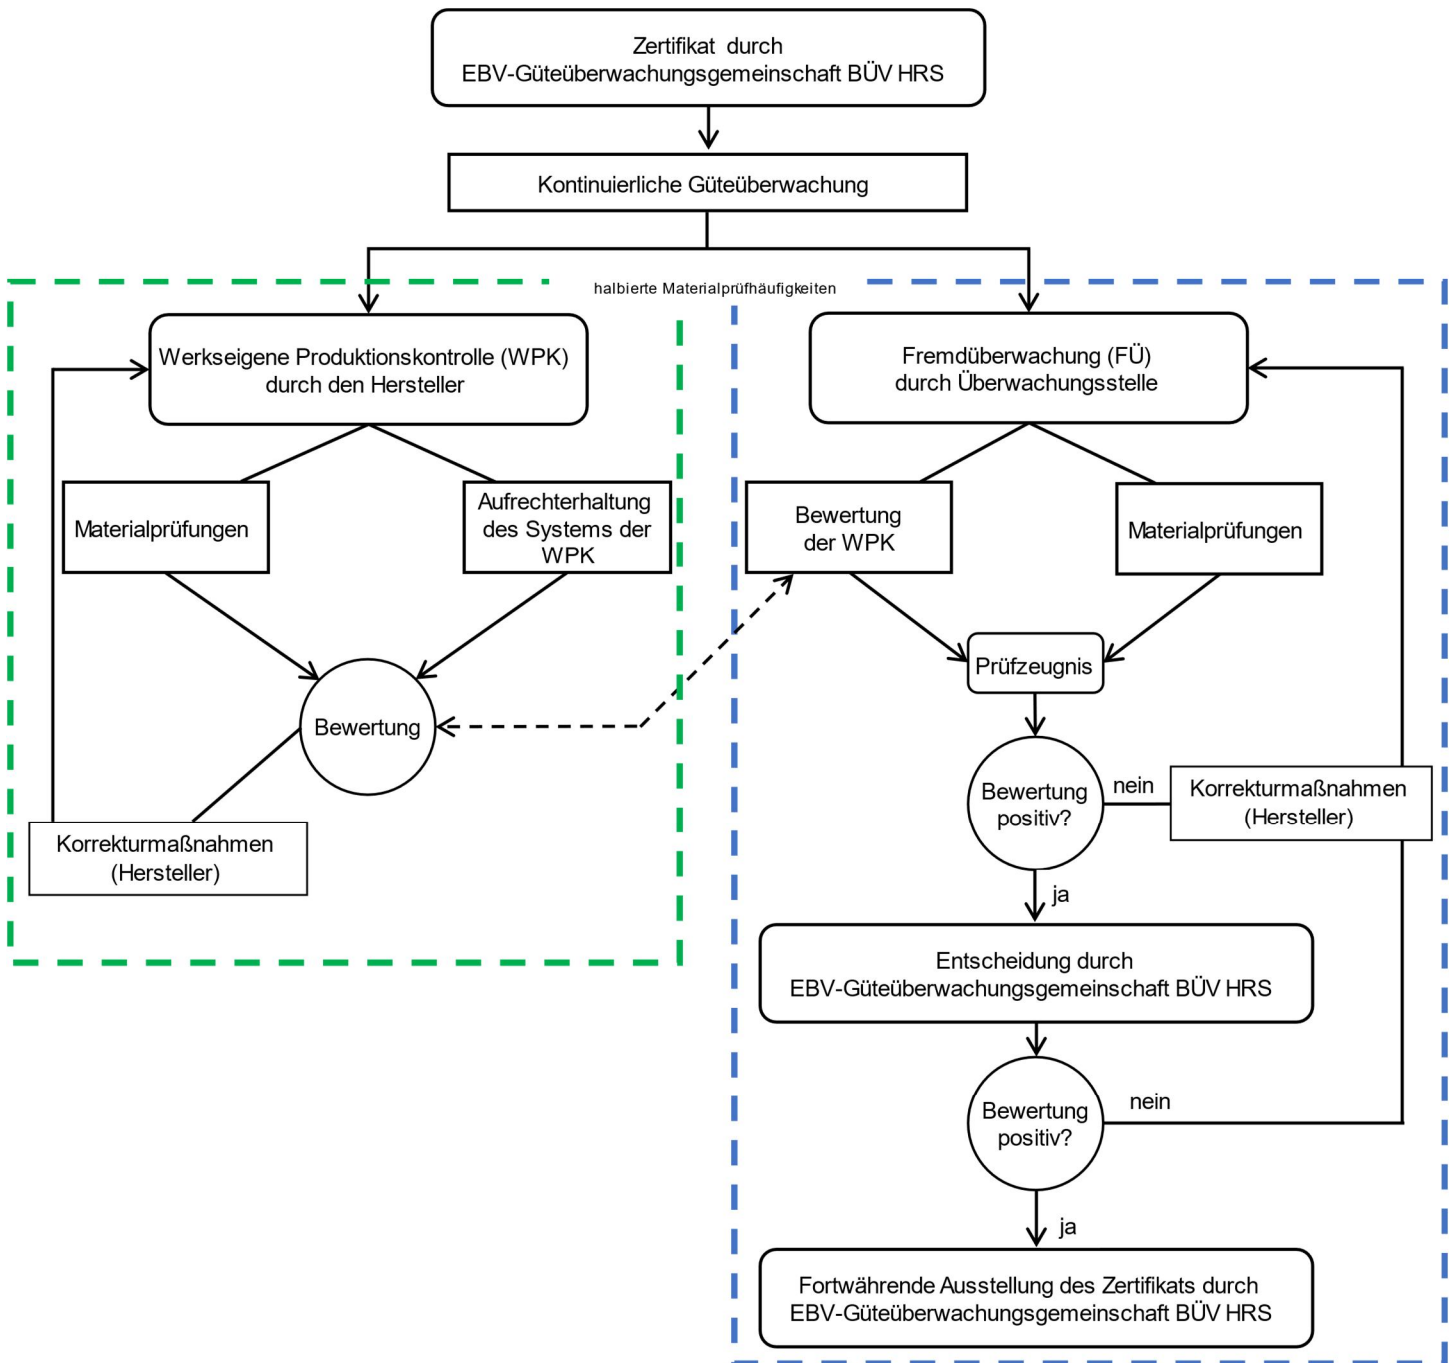 Zertifikat durch
EBV-Güteüberwachungsgemeinschaft BÜV HRS
Kontinuierliche Güteüberwachung
halbierte Materialprüfhäufigkeiten
Werkseigene Produktionskontrolle (WPK)
durch den Hersteller
Materialprüfungen
Aufrechterhaltung
des Systems der
WPK
Bewertung
Korrekturmaßnahmen
(Hersteller)
Fremdüberwachung (FÜ)
durch Überwachungsstelle
Bewertung
der WPK
Materialprüfungen
Prüfzeugnis
Bewertung
positiv?
nein
Korrekturmaßnahmen
(Hersteller)
ja
Entscheidung durch
EBV-Güteüberwachungsgemeinschaft BÜV HRS
Bewertung
positiv?
nein
ja
Fortwährende Ausstellung des Zertifikats durch
EBV-Güteüberwachungsgemeinschaft BÜV HRS